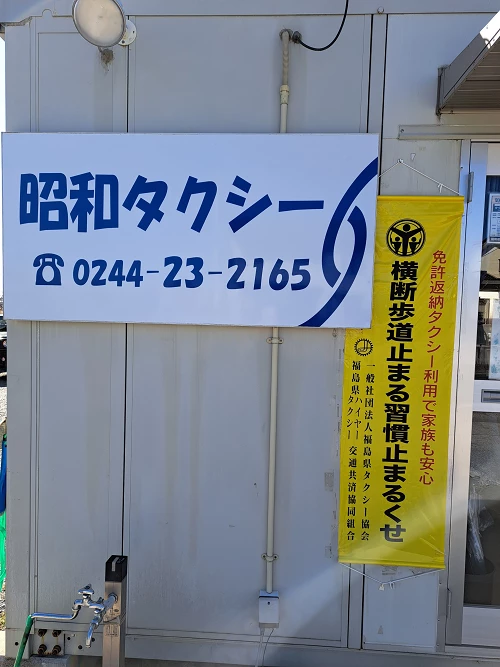 昭和タクシー
☎0244-23-2165
免許返納タクシー利用で家族も安心
横断歩道止まる習慣止まるくせ
一般社団法人福島県タクシー協会
福島県ハイヤータクシー交通共済協同組合